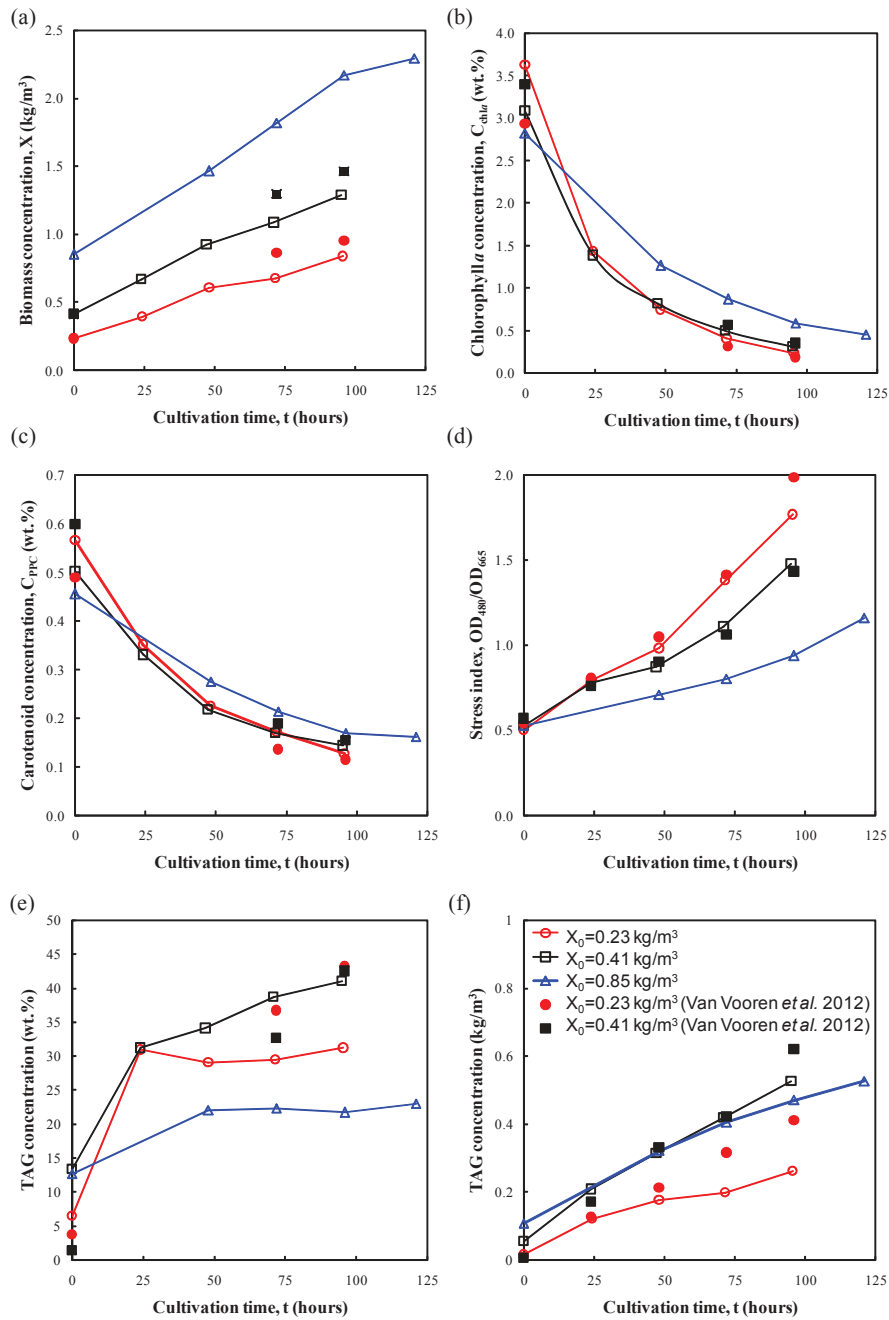 (a)
2.5
2.0
1.5
1.0
0.5
0.0
0 25 50 75 100 125
Biomass concentration, X (kg/m³)
Cultivation time, t (hours)
(b)
4.0
3.5
3.0
2.5
2.0
1.5
1.0
0.5
0.0
0 25 50 75 100 125
Chlorophyll a concentration, Cchla (wt.%)
Cultivation time, t (hours)
(c)
0.7
0.6
0.5
0.4
0.3
0.2
0.1
0.0
0 25 50 75 100 125
Carotenoid concentration, CPPC (wt.%)
Cultivation time, t (hours)
(d)
2.0
1.5
1.0
0.5
0.0
0 25 50 75 100 125
Stress index, OD480/OD665
Cultivation time, t (hours)
(e)
50
45
40
35
30
25
20
15
10
5
0
0 25 50 75 100 125
TAG concentration (wt.%)
Cultivation time, t (hours)
(f)
1
0.8
0.6
0.4
0.2
0
0 25 50 75 100 125
TAG concentration (kg/m³)
Cultivation time, t (hours)
X0=0.23 kg/m³
X0=0.41 kg/m³
X0=0.85 kg/m³
X0=0.23 kg/m³ (Van Vooren et al. 2012)
X0=0.41 kg/m³ (Van Vooren et al. 2012)